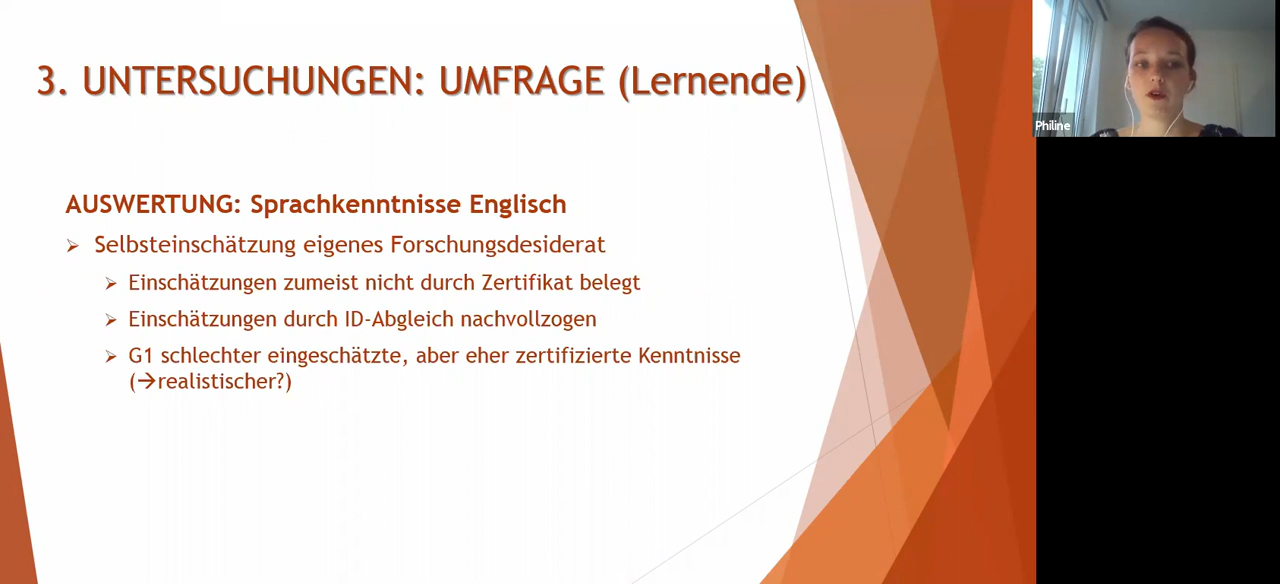 3. UNTERSUCHUNGEN: UMFRAGE (Lernende)
Philine
AUSWERTUNG: Sprachkenntnisse Englisch
➢ Selbsteinschätzung eigenes Forschungsdesiderat
➢ Einschätzungen zumeist nicht durch Zertifikat belegt
➢ Einschätzungen durch ID-Abgleich nachvollzogen
➢ G1 schlechter eingeschätzte, aber eher zertifizierte Kenntnisse
(→realistischer?)